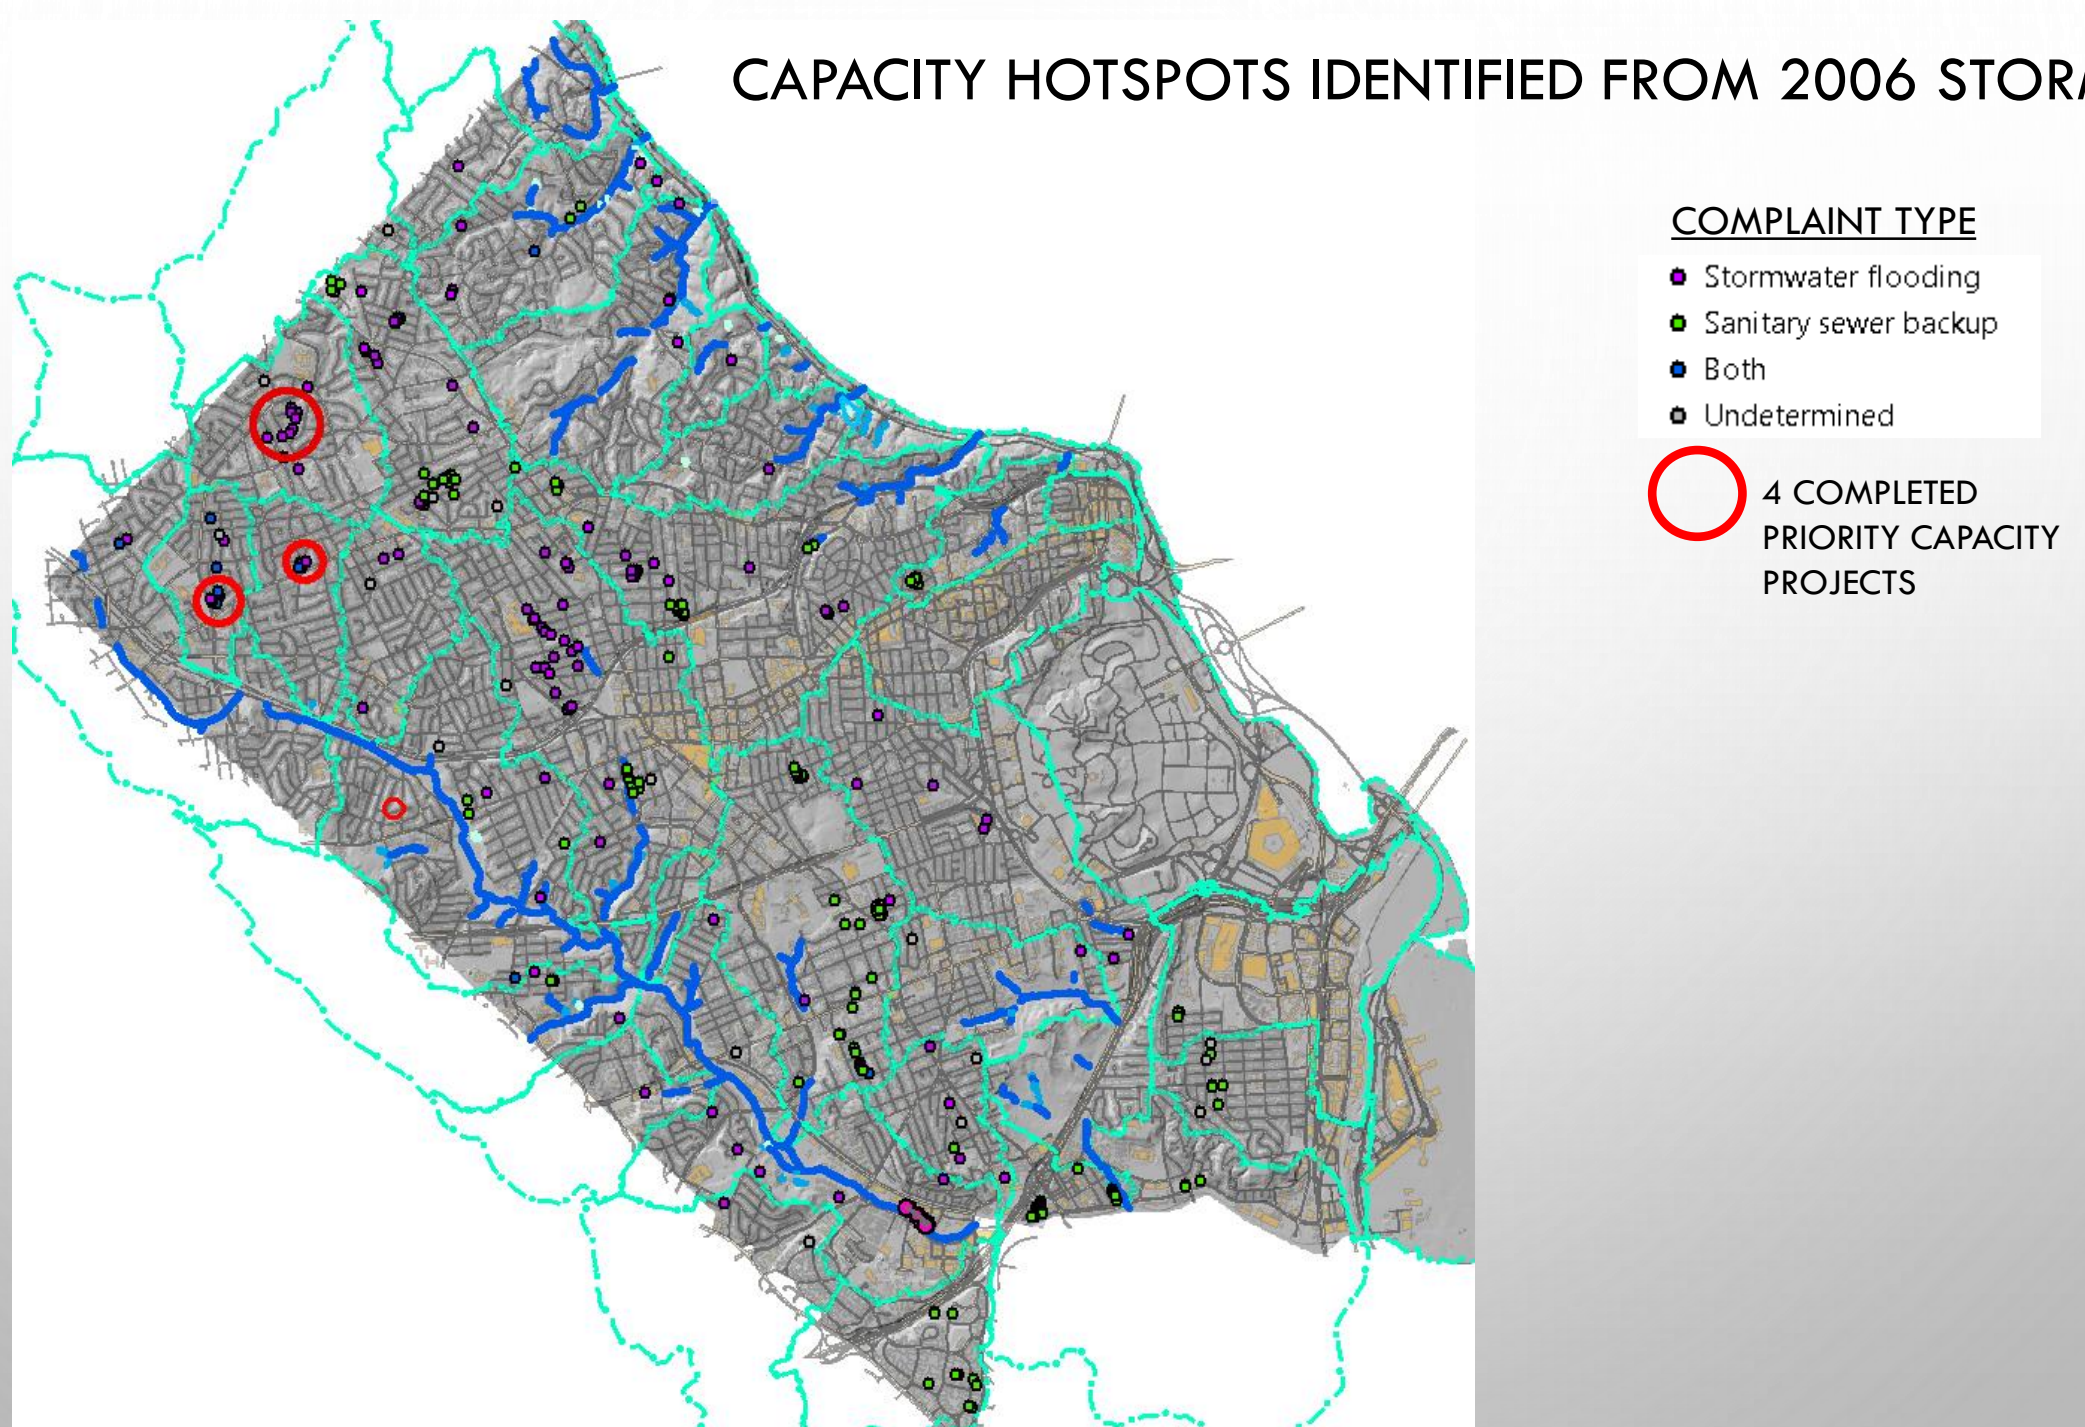 CAPACITY HOTSPOTS IDENTIFIED FROM 2006 STORM
COMPLAINT TYPE
Stormwater flooding
Sanitary sewer backup
Both
Undetermined
4 COMPLETED
PRIORITY CAPACITY
PROJECTS